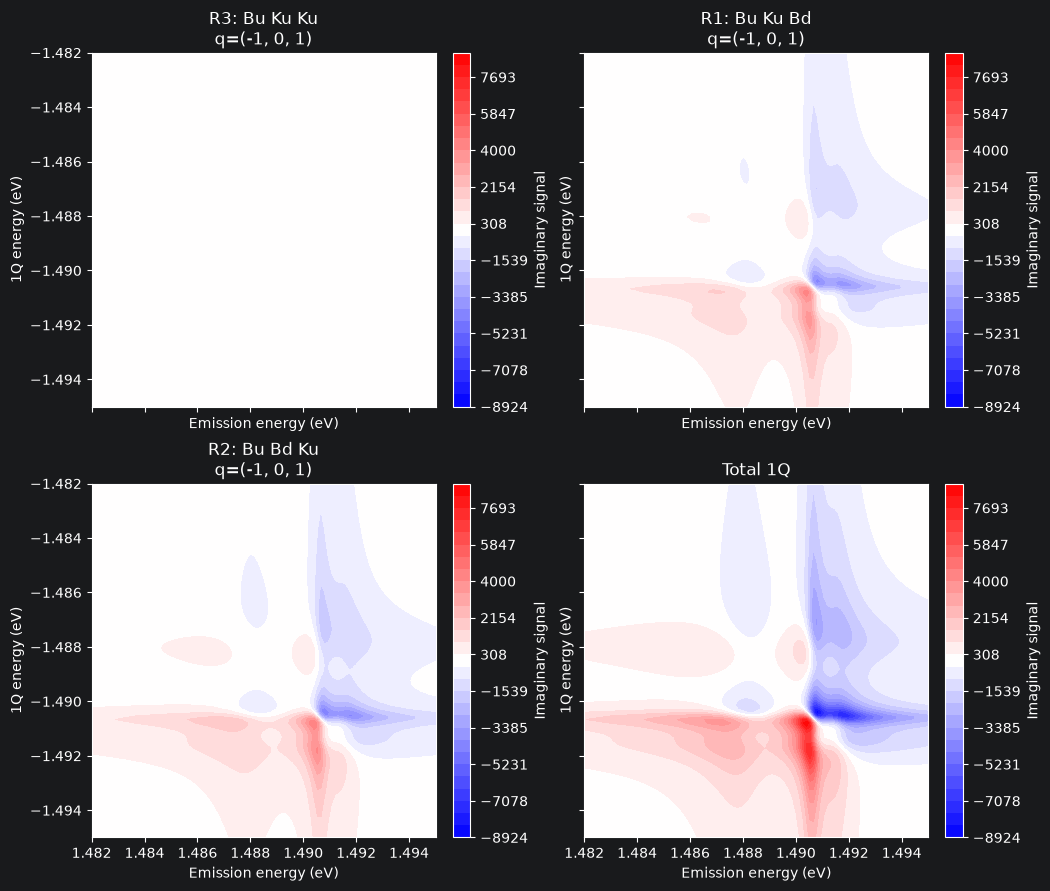 R3: Bu Ku Ku
q=(-1, 0, 1)
−1.482
−1.484
−1.486
−1.488
−1.490
−1.492
−1.494
1Q energy (eV)
Emission energy (eV)
7693
5847
4000
2154
308
−1539
−3385
−5231
−7078
−8924
Imaginary signal
R1: Bu Ku Bd
q=(-1, 0, 1)
1Q energy (eV)
Emission energy (eV)
7693
5847
4000
2154
308
−1539
−3385
−5231
−7078
−8924
Imaginary signal
R2: Bu Bd Ku
q=(-1, 0, 1)
−1.482
−1.484
−1.486
−1.488
−1.490
−1.492
−1.494
1Q energy (eV)
1.482 1.484 1.486 1.488 1.490 1.492 1.494
Emission energy (eV)
7693
5847
4000
2154
308
−1539
−3385
−5231
−7078
−8924
Imaginary signal
Total 1Q
1Q energy (eV)
1.482 1.484 1.486 1.488 1.490 1.492 1.494
Emission energy (eV)
7693
5847
4000
2154
308
−1539
−3385
−5231
−7078
−8924
Imaginary signal